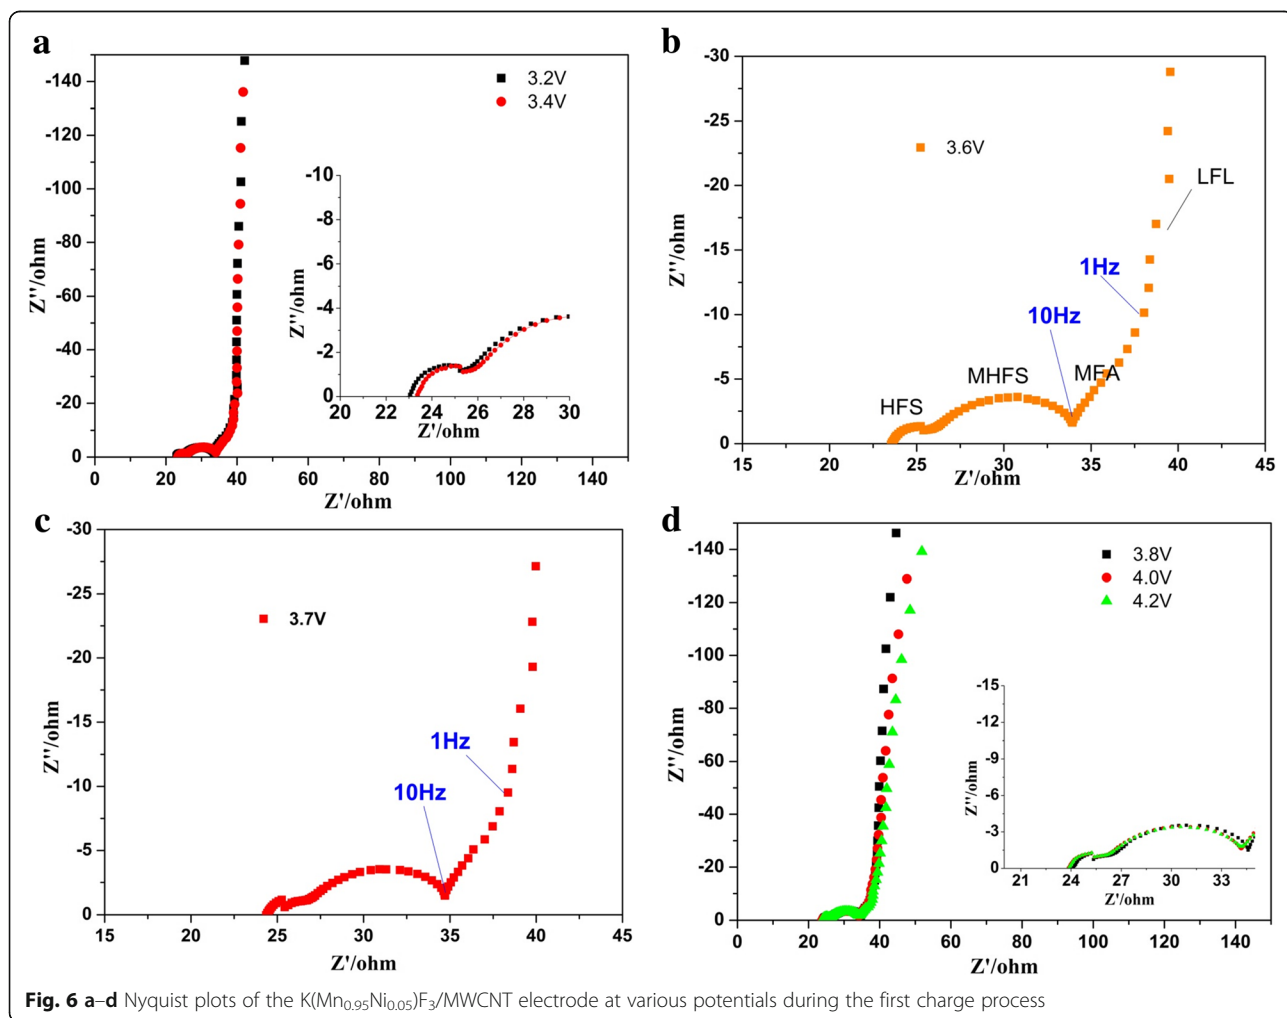 a
-140
-120
-100
-80
-60
-40
-20
0
Z''/ohm
0 20 40 60 80 100 120 140
Z'/ohm
3.2V
3.4V
-10
-8
-6
-4
-2
0
Z''/ohm
20 22 24 26 28 30
Z'/ohm
b
-30
-25
-20
-15
-10
-5
0
Z''/ohm
15 20 25 30 35 40 45
Z'/ohm
3.6V
LFL
1Hz
10Hz
MHFS
MFA
HFS
c
-30
-25
-20
-15
-10
-5
0
Z''/ohm
15 20 25 30 35 40 45
Z'/ohm
3.7V
1Hz
10Hz
d
-140
-120
-100
-80
-60
-40
-20
0
Z''/ohm
0 20 40 60 80 100 120 140
Z'/ohm
3.8V
4.0V
4.2V
-15
-12
-9
-6
-3
0
Z''/ohm
21 24 27 30 33
Z'/ohm
Fig. 6 a–d Nyquist plots of the K(Mn₀.₉₅Ni₀.₀₅)F₃/MWCNT electrode at various potentials during the first charge process